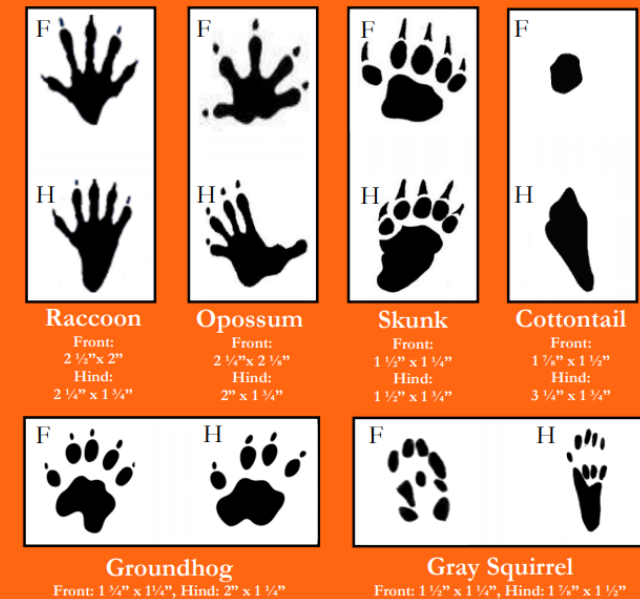 F
F
F
F
H
H
H
H
Raccoon
Front:
2 ½”x 2”
Hind:
2 ¼” x 1 ¾”
Opossum
Front:
2 ¼”x 2 ⅛”
Hind:
2” x 1 ¾”
Skunk
Front:
1 ½” x 1 ¼”
Hind:
1 ½” x 1 ¾”
Cottontail
Front:
1 ⅞” x 1 ½”
Hind:
3 ¼” x 1 ¾”
F
H
F
H
Groundhog
Front: 1 ¾” x 1¼”, Hind: 2” x 1 ¼”
Gray Squirrel
Front: 1 ½” x 1 ¼”, Hind: 1 ⅞” x 1 ½”